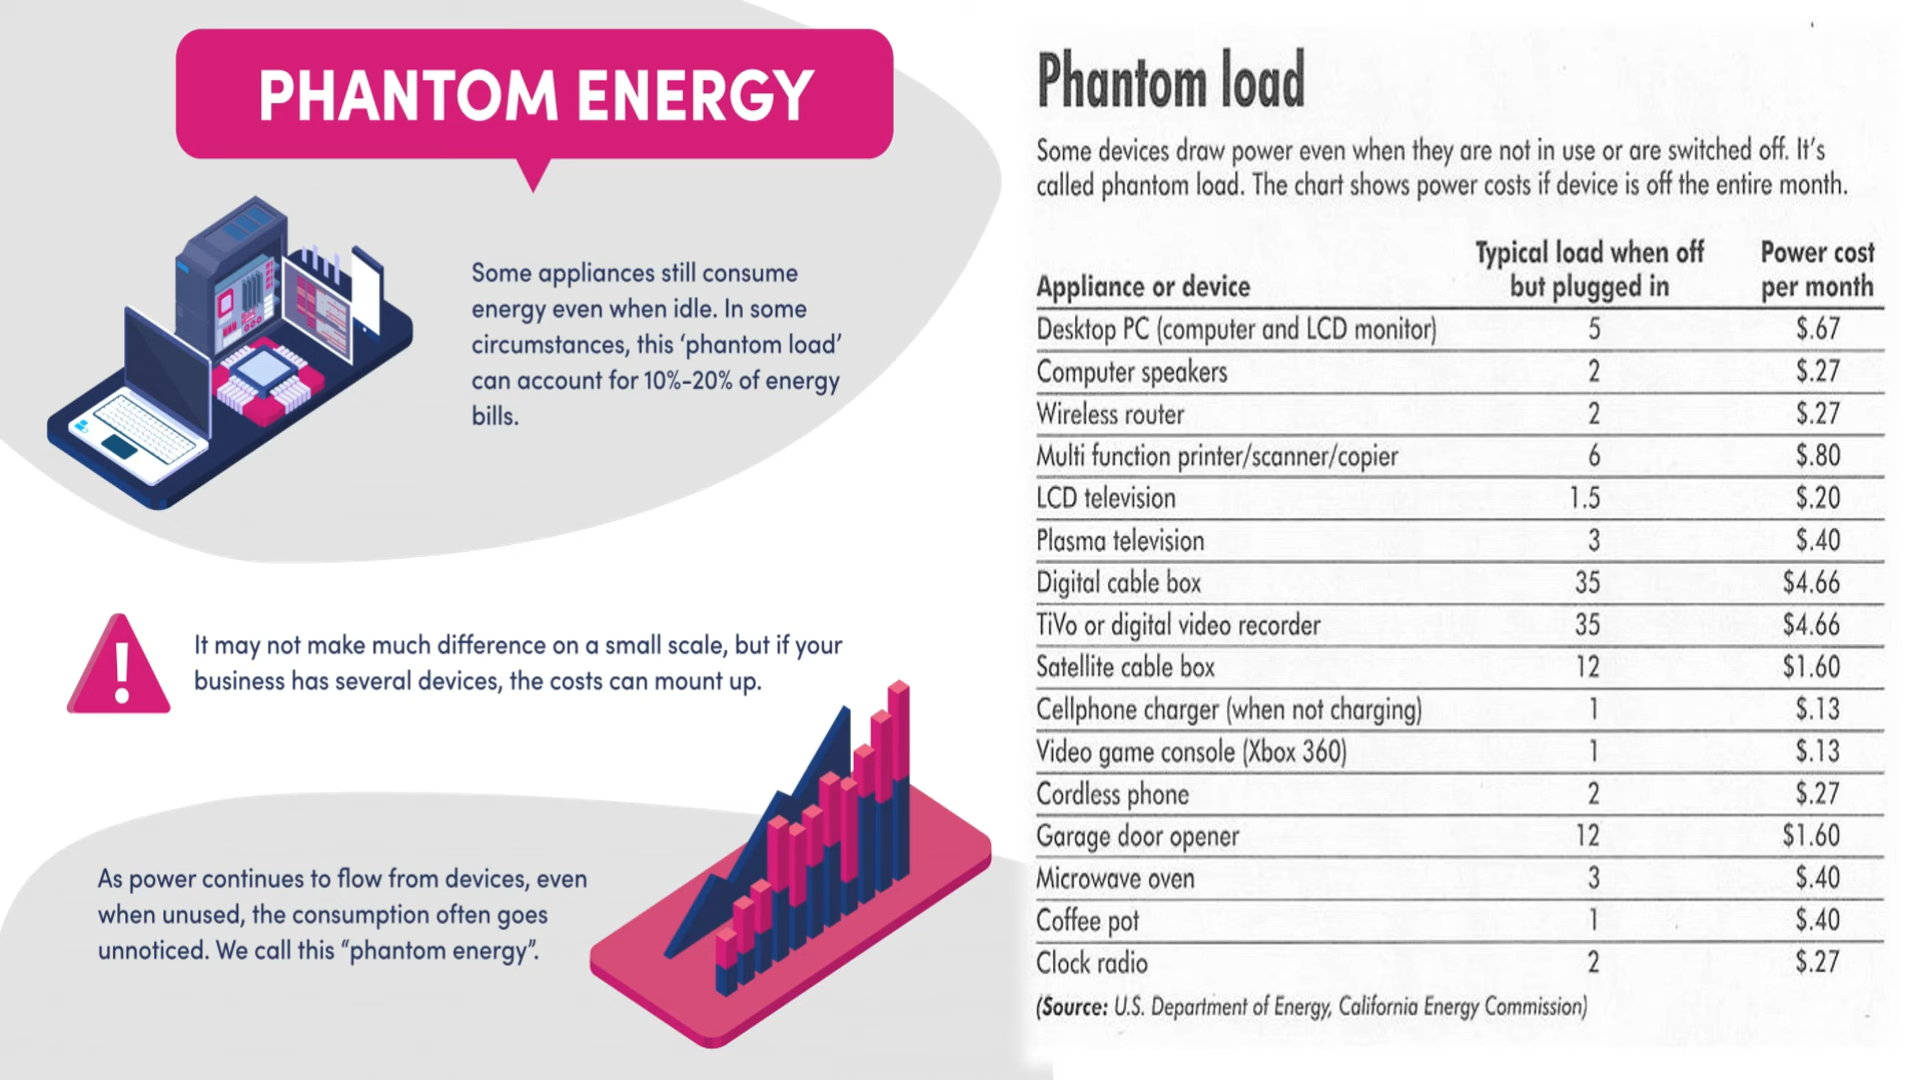 PHANTOM ENERGY
Some appliances still consume
energy even when idle. In some
circumstances, this ‘phantom load’
can account for 10%-20% of energy
bills.
It may not make much difference on a small scale, but if your
business has several devices, the costs can mount up.
As power continues to flow from devices, even
when unused, the consumption often goes
unnoticed. We call this “phantom energy”.
Phantom load
Some devices draw power even when they are not in use or are switched off. It's
called phantom load. The chart shows power costs if device is off the entire month.
Typical load when off Power cost
Appliance or device but plugged in per month
Desktop PC (computer and LCD monitor) 5 $.67
Computer speakers 2 $.27
Wireless router 2 $.27
Multi function printer/scanner/copier 6 $.80
LCD television 1.5 $.20
Plasma television 3 $.40
Digital cable box 35 $4.66
TiVo or digital video recorder 35 $4.66
Satellite cable box 12 $1.60
Cellphone charger (when not charging) 1 $.13
Video game console (Xbox 360) 1 $.13
Cordless phone 2 $.27
Garage door opener 12 $1.60
Microwave oven 3 $.40
Coffee pot 1 $.40
Clock radio 2 $.27
(Source: U.S. Department of Energy, California Energy Commission)